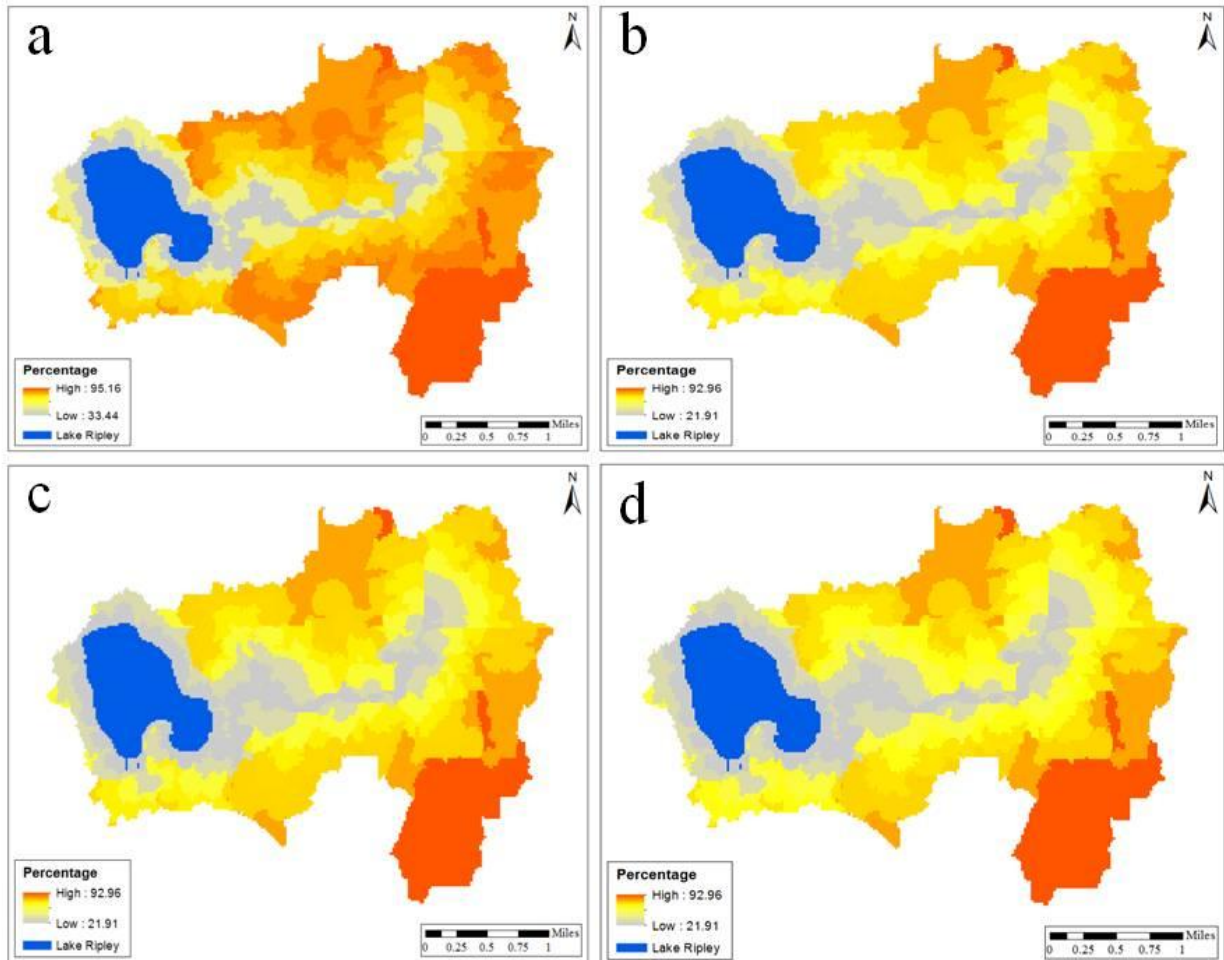 a
N
Percentage
High : 95.16
Low : 33.44
Lake Ripley
Miles
0 0.25 0.5 0.75 1
b
N
Percentage
High : 92.96
Low : 21.91
Lake Ripley
Miles
0 0.25 0.5 0.75 1
c
N
Percentage
High : 92.96
Low : 21.91
Lake Ripley
Miles
0 0.25 0.5 0.75 1
d
N
Percentage
High : 92.96
Low : 21.91
Lake Ripley
Miles
0 0.25 0.5 0.75 1